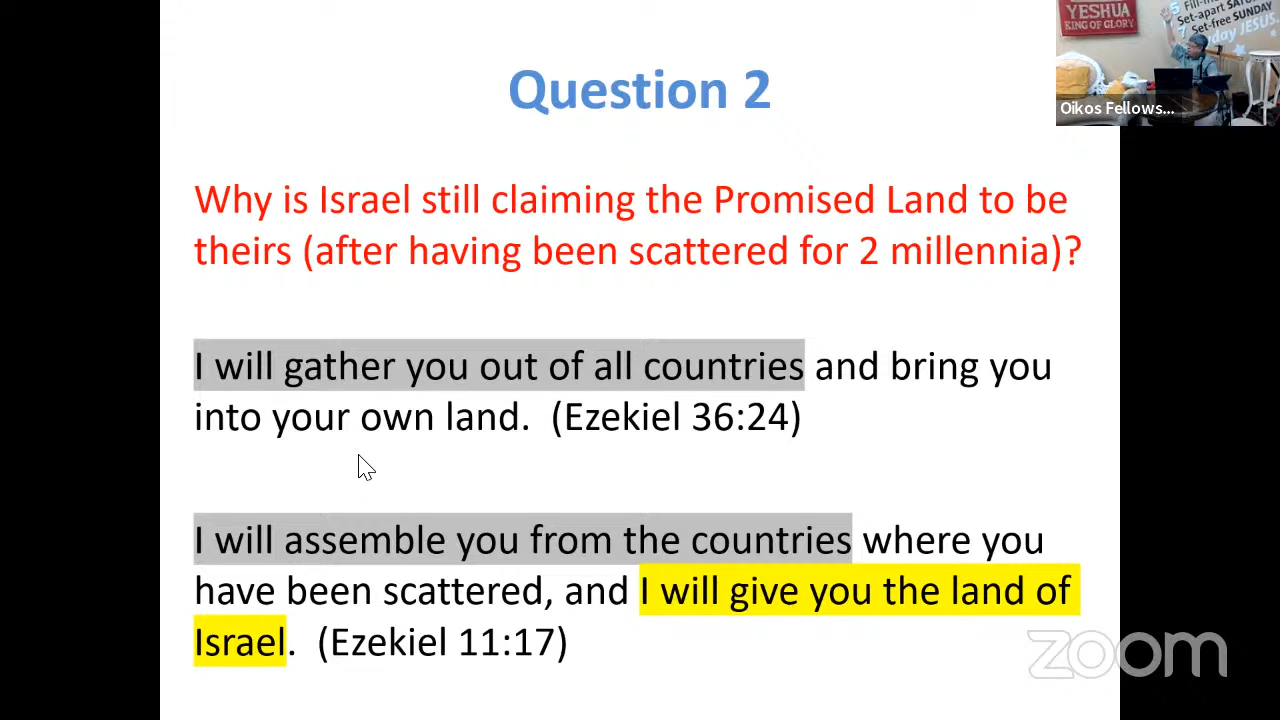 Question 2
Why is Israel still claiming the Promised Land to be
theirs (after having been scattered for 2 millennia)?
I will gather you out of all countries and bring you
into your own land. (Ezekiel 36:24)
I will assemble you from the countries where you
have been scattered, and I will give you the land of
Israel. (Ezekiel 11:17)
YESHUA
KING OF GLORY
5
Set-apart
7 Set-free SUNDAY
JESUS
Oikos Fellows...
zoom